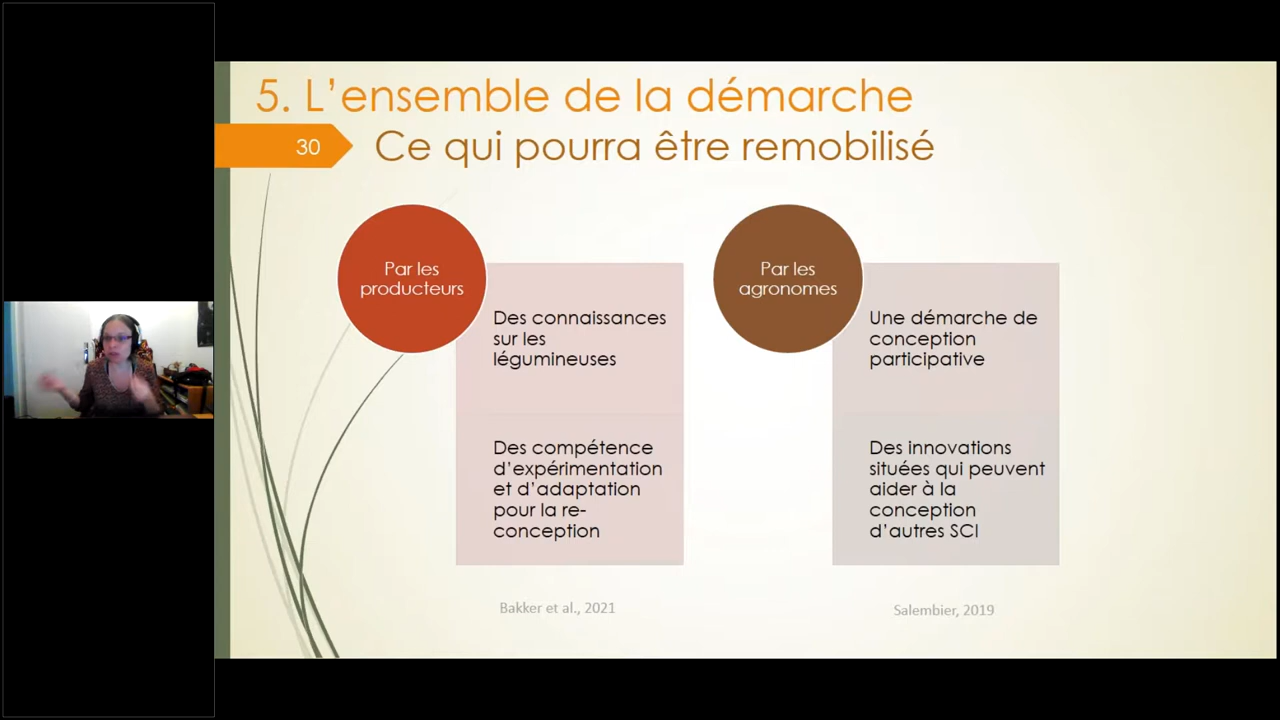 5. L’ensemble de la démarche
30
Ce qui pourra être remobilisé
Par les
producteurs
Des connaissances
sur les
légumineuses
Des compétence
d’expérimentation
et d’adaptation
pour la re-
conception
Bakker et al., 2021
Par les
agronomes
Une démarche de
conception
participative
Des innovations
situées qui peuvent
aider à la
conception
d’autres SCI
Salembier, 2019